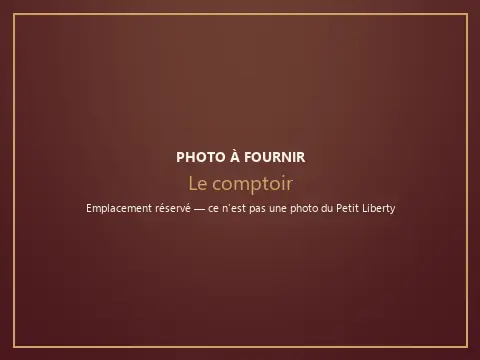 PHOTO À FOURNIR
Le comptoir
Emplacement réservé — ce n'est pas une photo du Petit Liberty